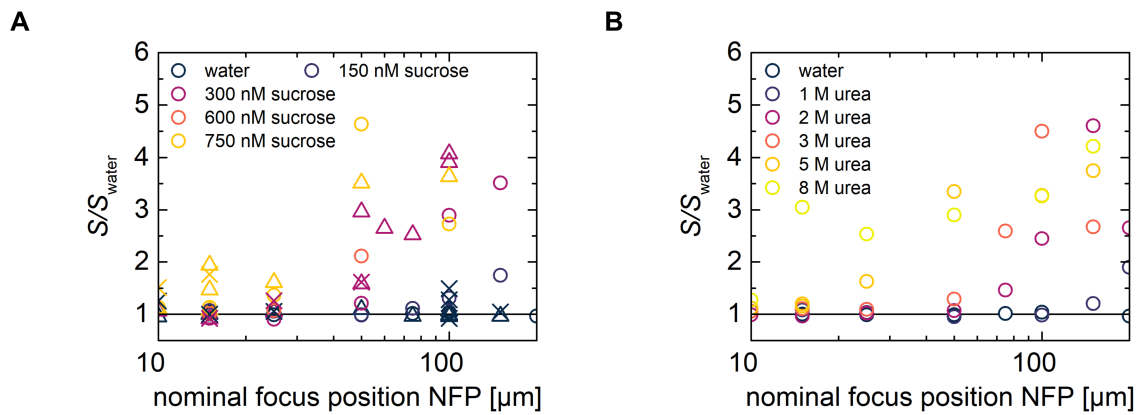 A
6
5
4
3
2
1
S/Swater
water
150 nM sucrose
300 nM sucrose
600 nM sucrose
750 nM sucrose
10
100
nominal focus position NFP [µm]
B
6
5
4
3
2
1
S/Swater
water
1 M urea
2 M urea
3 M urea
5 M urea
8 M urea
10
100
nominal focus position NFP [µm]